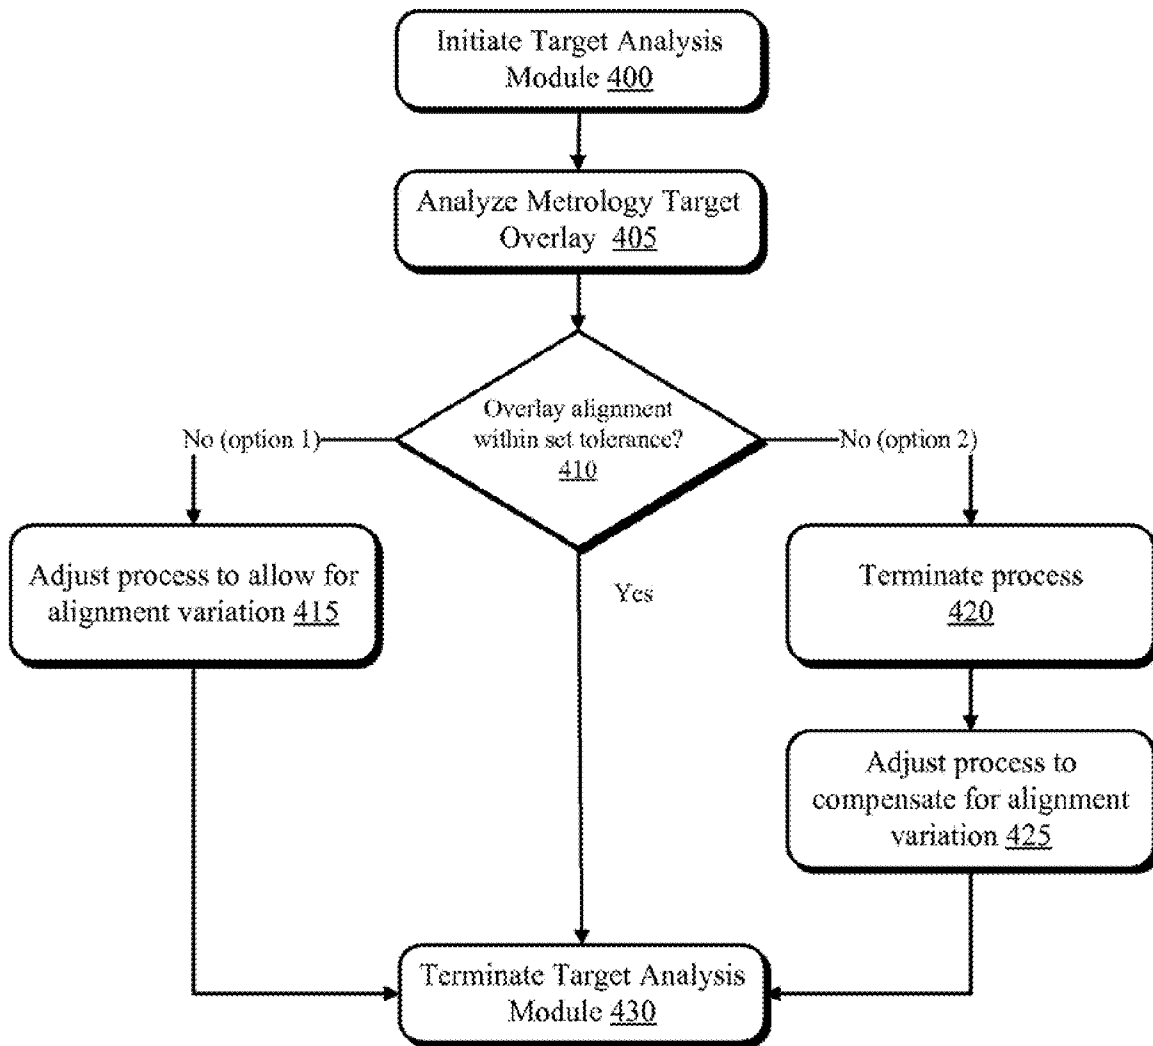 Initiate Target Analysis
Module 400
Analyze Metrology Target
Overlay 405
Overlay alignment
within set tolerance?
410
No (option 1)
No (option 2)
Adjust process to allow for
alignment variation 415
Yes
Terminate process
420
Adjust process to
compensate for alignment
variation 425
Terminate Target Analysis
Module 430